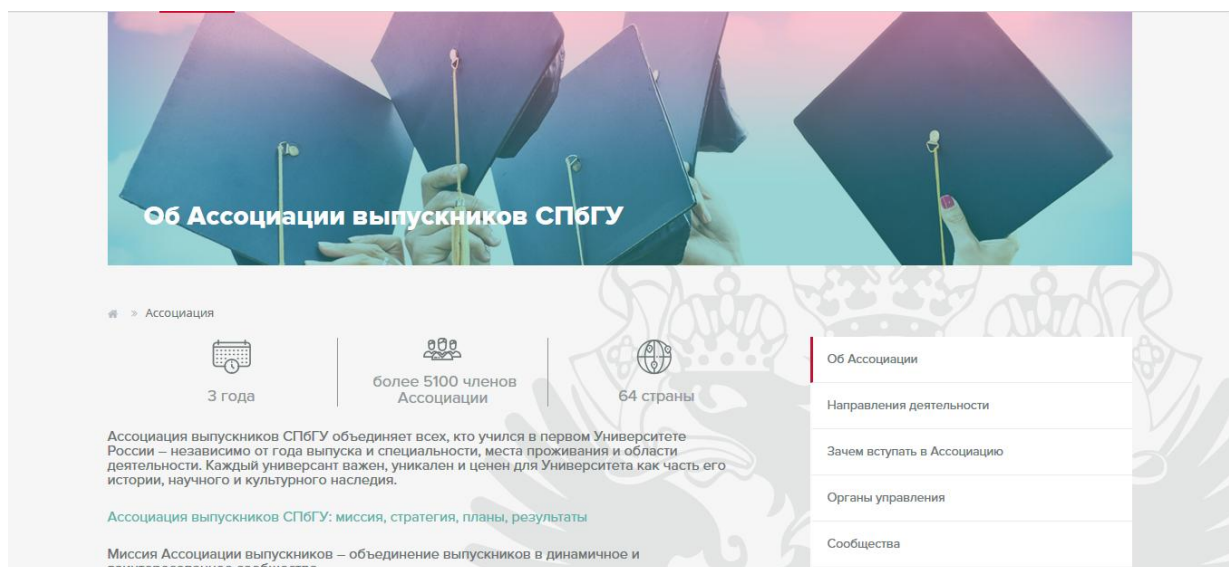 Об Ассоциации выпускников СПбГУ
» Ассоциация
3 года
более 5100 членов
Ассоциации
64 страны
Ассоциация выпускников СПбГУ объединяет всех, кто учился в первом Университете
России – независимо от года выпуска и специальности, места проживания и области
деятельности. Каждый универсант важен, уникален и ценен для Университета как часть его
истории, научного и культурного наследия.
Ассоциация выпускников СПбГУ: миссия, стратегия, планы, результаты
Миссия Ассоциации выпускников – объединение выпускников в динамичное и
Об Ассоциации
Направления деятельности
Зачем вступать в Ассоциацию
Органы управления
Сообщества